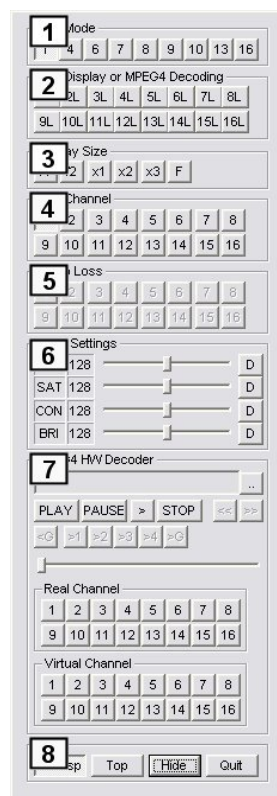 1
Mode
4 6 7 8 9 10 13 16
2
Display or MPEG4 Decoding
2L 3L 4L 5L 6L 7L 8L
9L 10L 11L 12L 13L 14L 15L 16L
3
Size
x1 x2 x3 F
4
Channel
2 3 4 5 6 7 8
9 10 11 12 13 14 15 16
5
Loss
2 3 4 5 6 7 8
9 10 11 12 13 14 15 16
6
Settings
128 D
SAT 128 D
CON 128 D
BRI 128 D
7
4 HW Decoder
..
PLAY PAUSE > STOP << >>
<G >1 >2 >3 >4 >G
Real Channel
1 2 3 4 5 6 7 8
9 10 11 12 13 14 15 16
Virtual Channel
1 2 3 4 5 6 7 8
9 10 11 12 13 14 15 16
8
sp Top Hide Quit